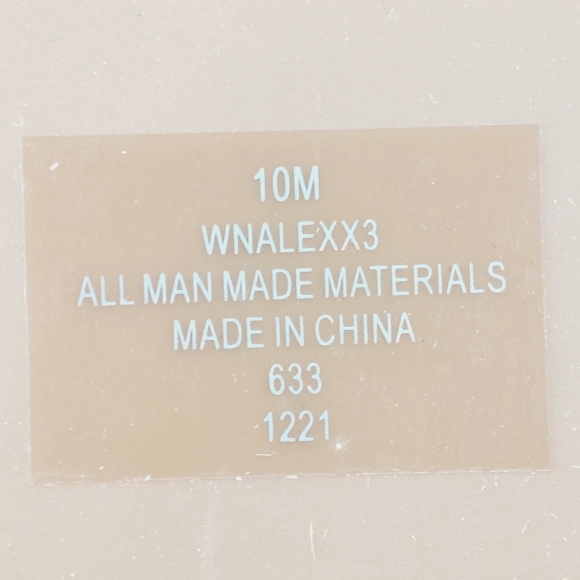 10M
WNALEXX3
ALL MAN MADE MATERIALS
MADE IN CHINA
633
1221